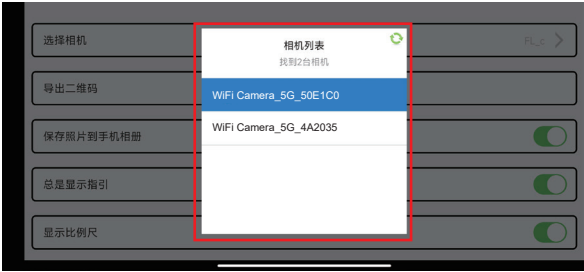 选择相机
FL_c
相机列表
找到2台相机
导出二维码
WiFi Camera_5G_50E1C0
WiFi Camera_5G_4A2035
保存照片到手机相册
总是显示指引
显示比例尺